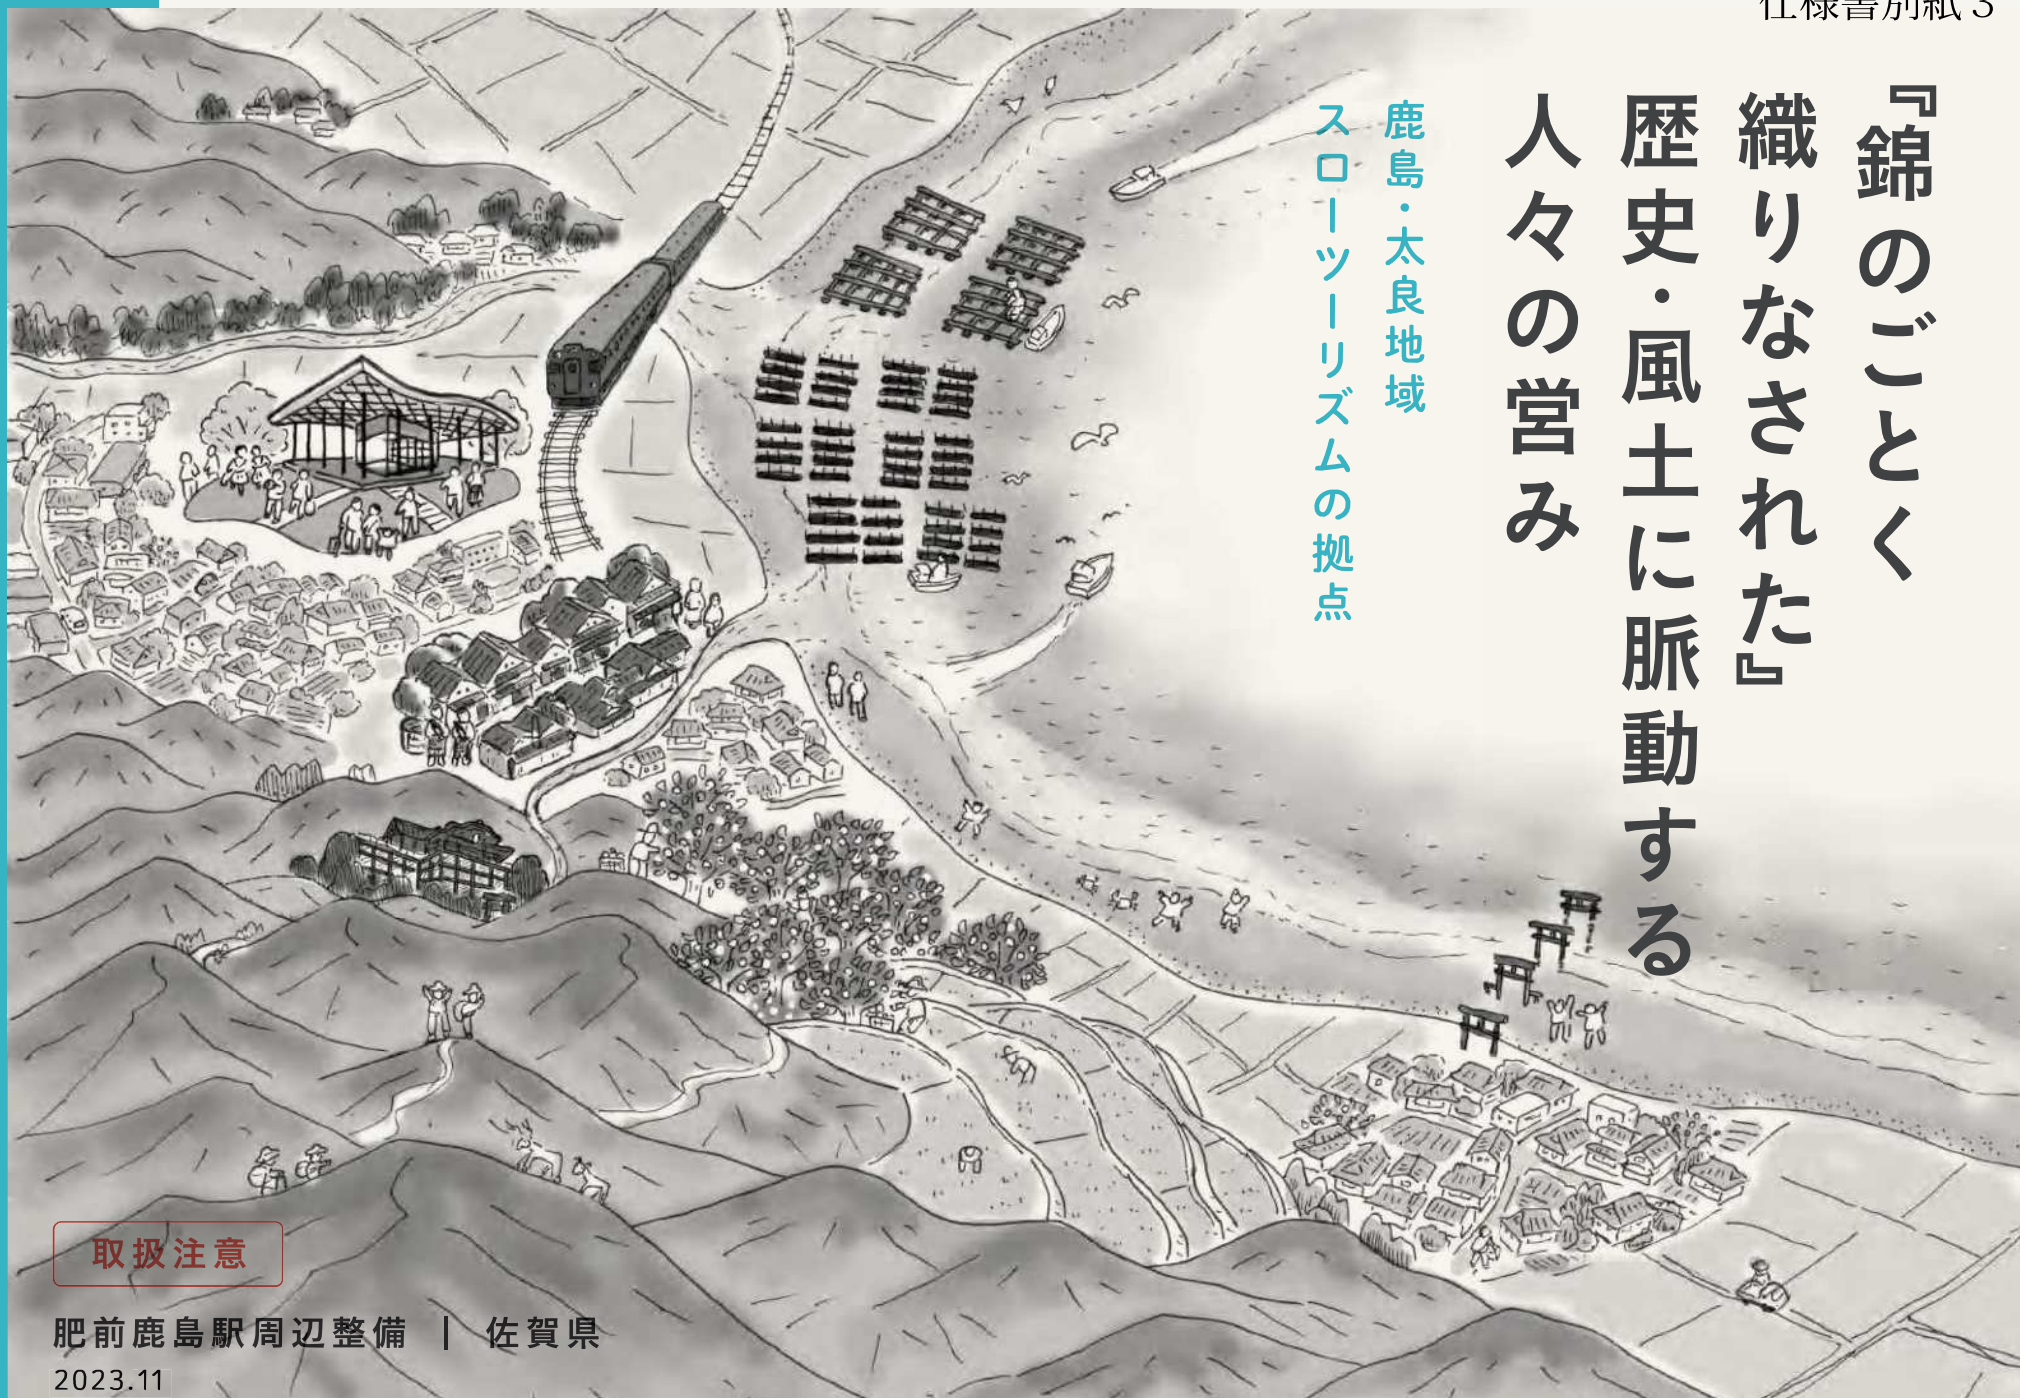 仕様書別紙3
『錦のごとく
織りなされた』
歴史・風土に脈動する
人々の営み
鹿島・太良地域
スローツーリズムの拠点
取扱注意
肥前鹿島駅周辺整備 | 佐賀県
2023.11